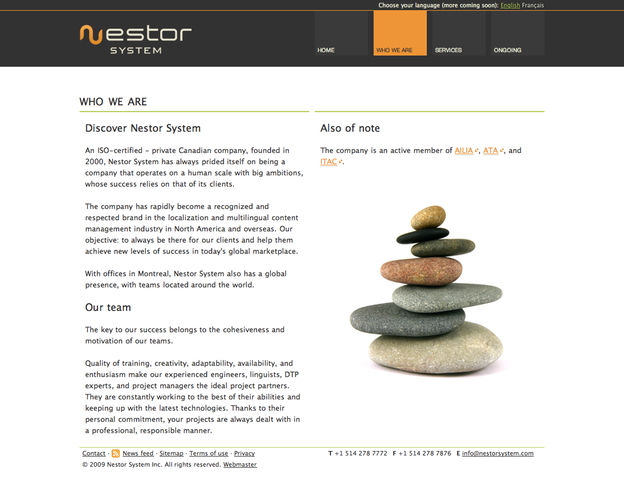 Choose your language (more coming soon): English Français
nestor
SYSTEM
HOME
WHO WE ARE
SERVICES
ONGOING
WHO WE ARE
Discover Nestor System
An ISO-certified - private Canadian company, founded in
2000, Nestor System has always prided itself on being a
company that operates on a human scale with big ambitions,
whose success relies on that of its clients.
The company has rapidly become a recognized and
respected brand in the localization and multilingual content
management industry in North America and overseas. Our
objective: to always be there for our clients and help them
achieve new levels of success in today's global marketplace.
With offices in Montreal, Nestor System also has a global
presence, with teams located around the world.
Our team
The key to our success belongs to the cohesiveness and
motivation of our teams.
Quality of training, creativity, adaptability, availability, and
enthusiasm make our experienced engineers, linguists, DTP
experts, and project managers the ideal project partners.
They are constantly working to the best of their abilities and
keeping up with the latest technologies. Thanks to their
personal commitment, your projects are always dealt with in
a professional, responsible manner.
Also of note
The company is an active member of AILIA, ATA, and
ITAC.
Contact · News feed · Sitemap · Terms of use · Privacy
© 2009 Nestor System Inc. All rights reserved. Webmaster
T +1 514 278 7772 F +1 514 278 7876 E info@nestorsystem.com